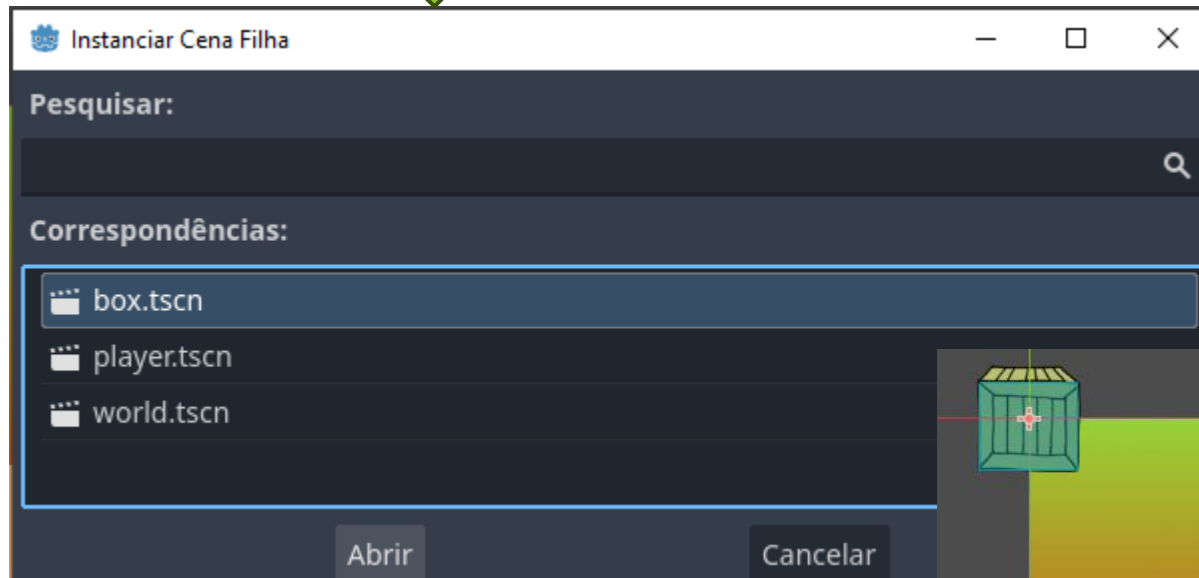 Instanciar Cena Filha
Pesquisar:
Correspondências:
box.tscn
player.tscn
world.tscn
Abrir Cancelar